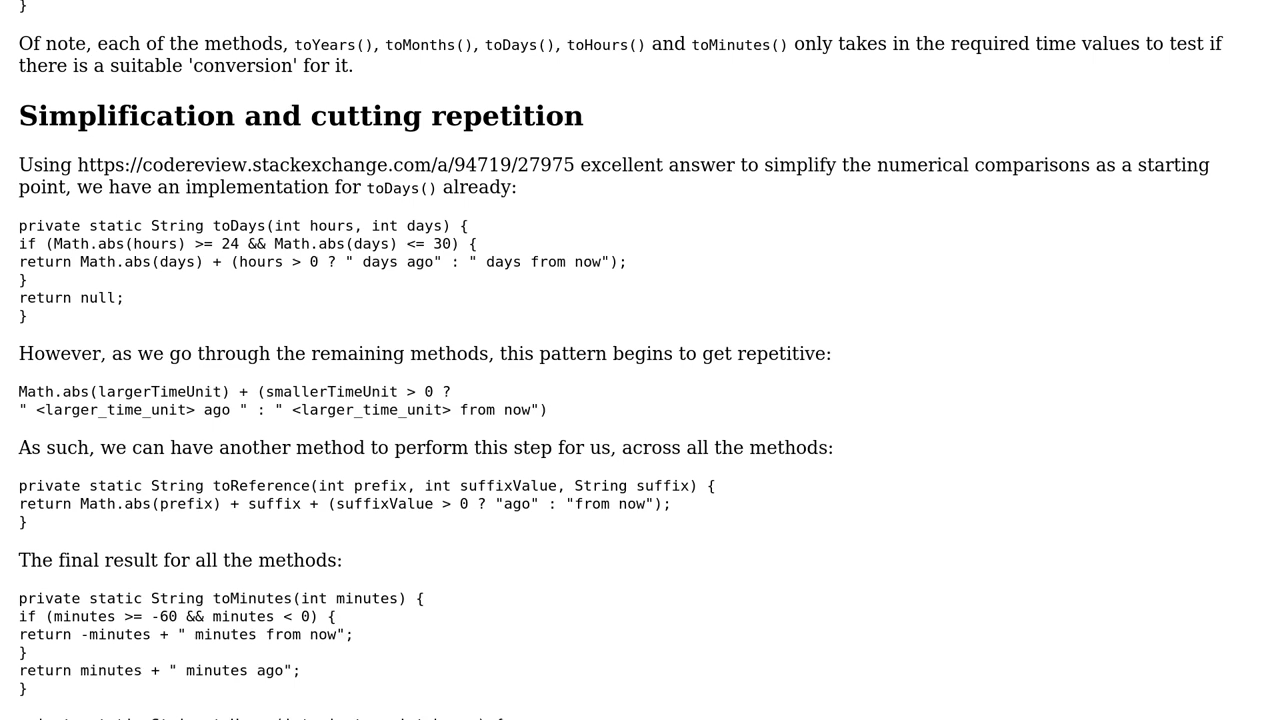 }
Of note, each of the methods, toYears(), toMonths(), toDays(), toHours() and toMinutes() only takes in the required time values to test if
there is a suitable 'conversion' for it.
Simplification and cutting repetition
Using https://codereview.stackexchange.com/a/94719/27975 excellent answer to simplify the numerical comparisons as a starting
point, we have an implementation for toDays() already:
private static String toDays(int hours, int days) {
if (Math.abs(hours) >= 24 && Math.abs(days) <= 30) {
return Math.abs(days) + (hours > 0 ? " days ago" : " days from now");
}
return null;
}
However, as we go through the remaining methods, this pattern begins to get repetitive:
Math.abs(largerTimeUnit) + (smallerTimeUnit > 0 ?
" <larger_time_unit> ago " : " <larger_time_unit> from now")
As such, we can have another method to perform this step for us, across all the methods:
private static String toReference(int prefix, int suffixValue, String suffix) {
return Math.abs(prefix) + suffix + (suffixValue > 0 ? "ago" : "from now");
}
The final result for all the methods:
private static String toMinutes(int minutes) {
if (minutes >= -60 && minutes < 0) {
return -minutes + " minutes from now";
}
return minutes + " minutes ago";
}